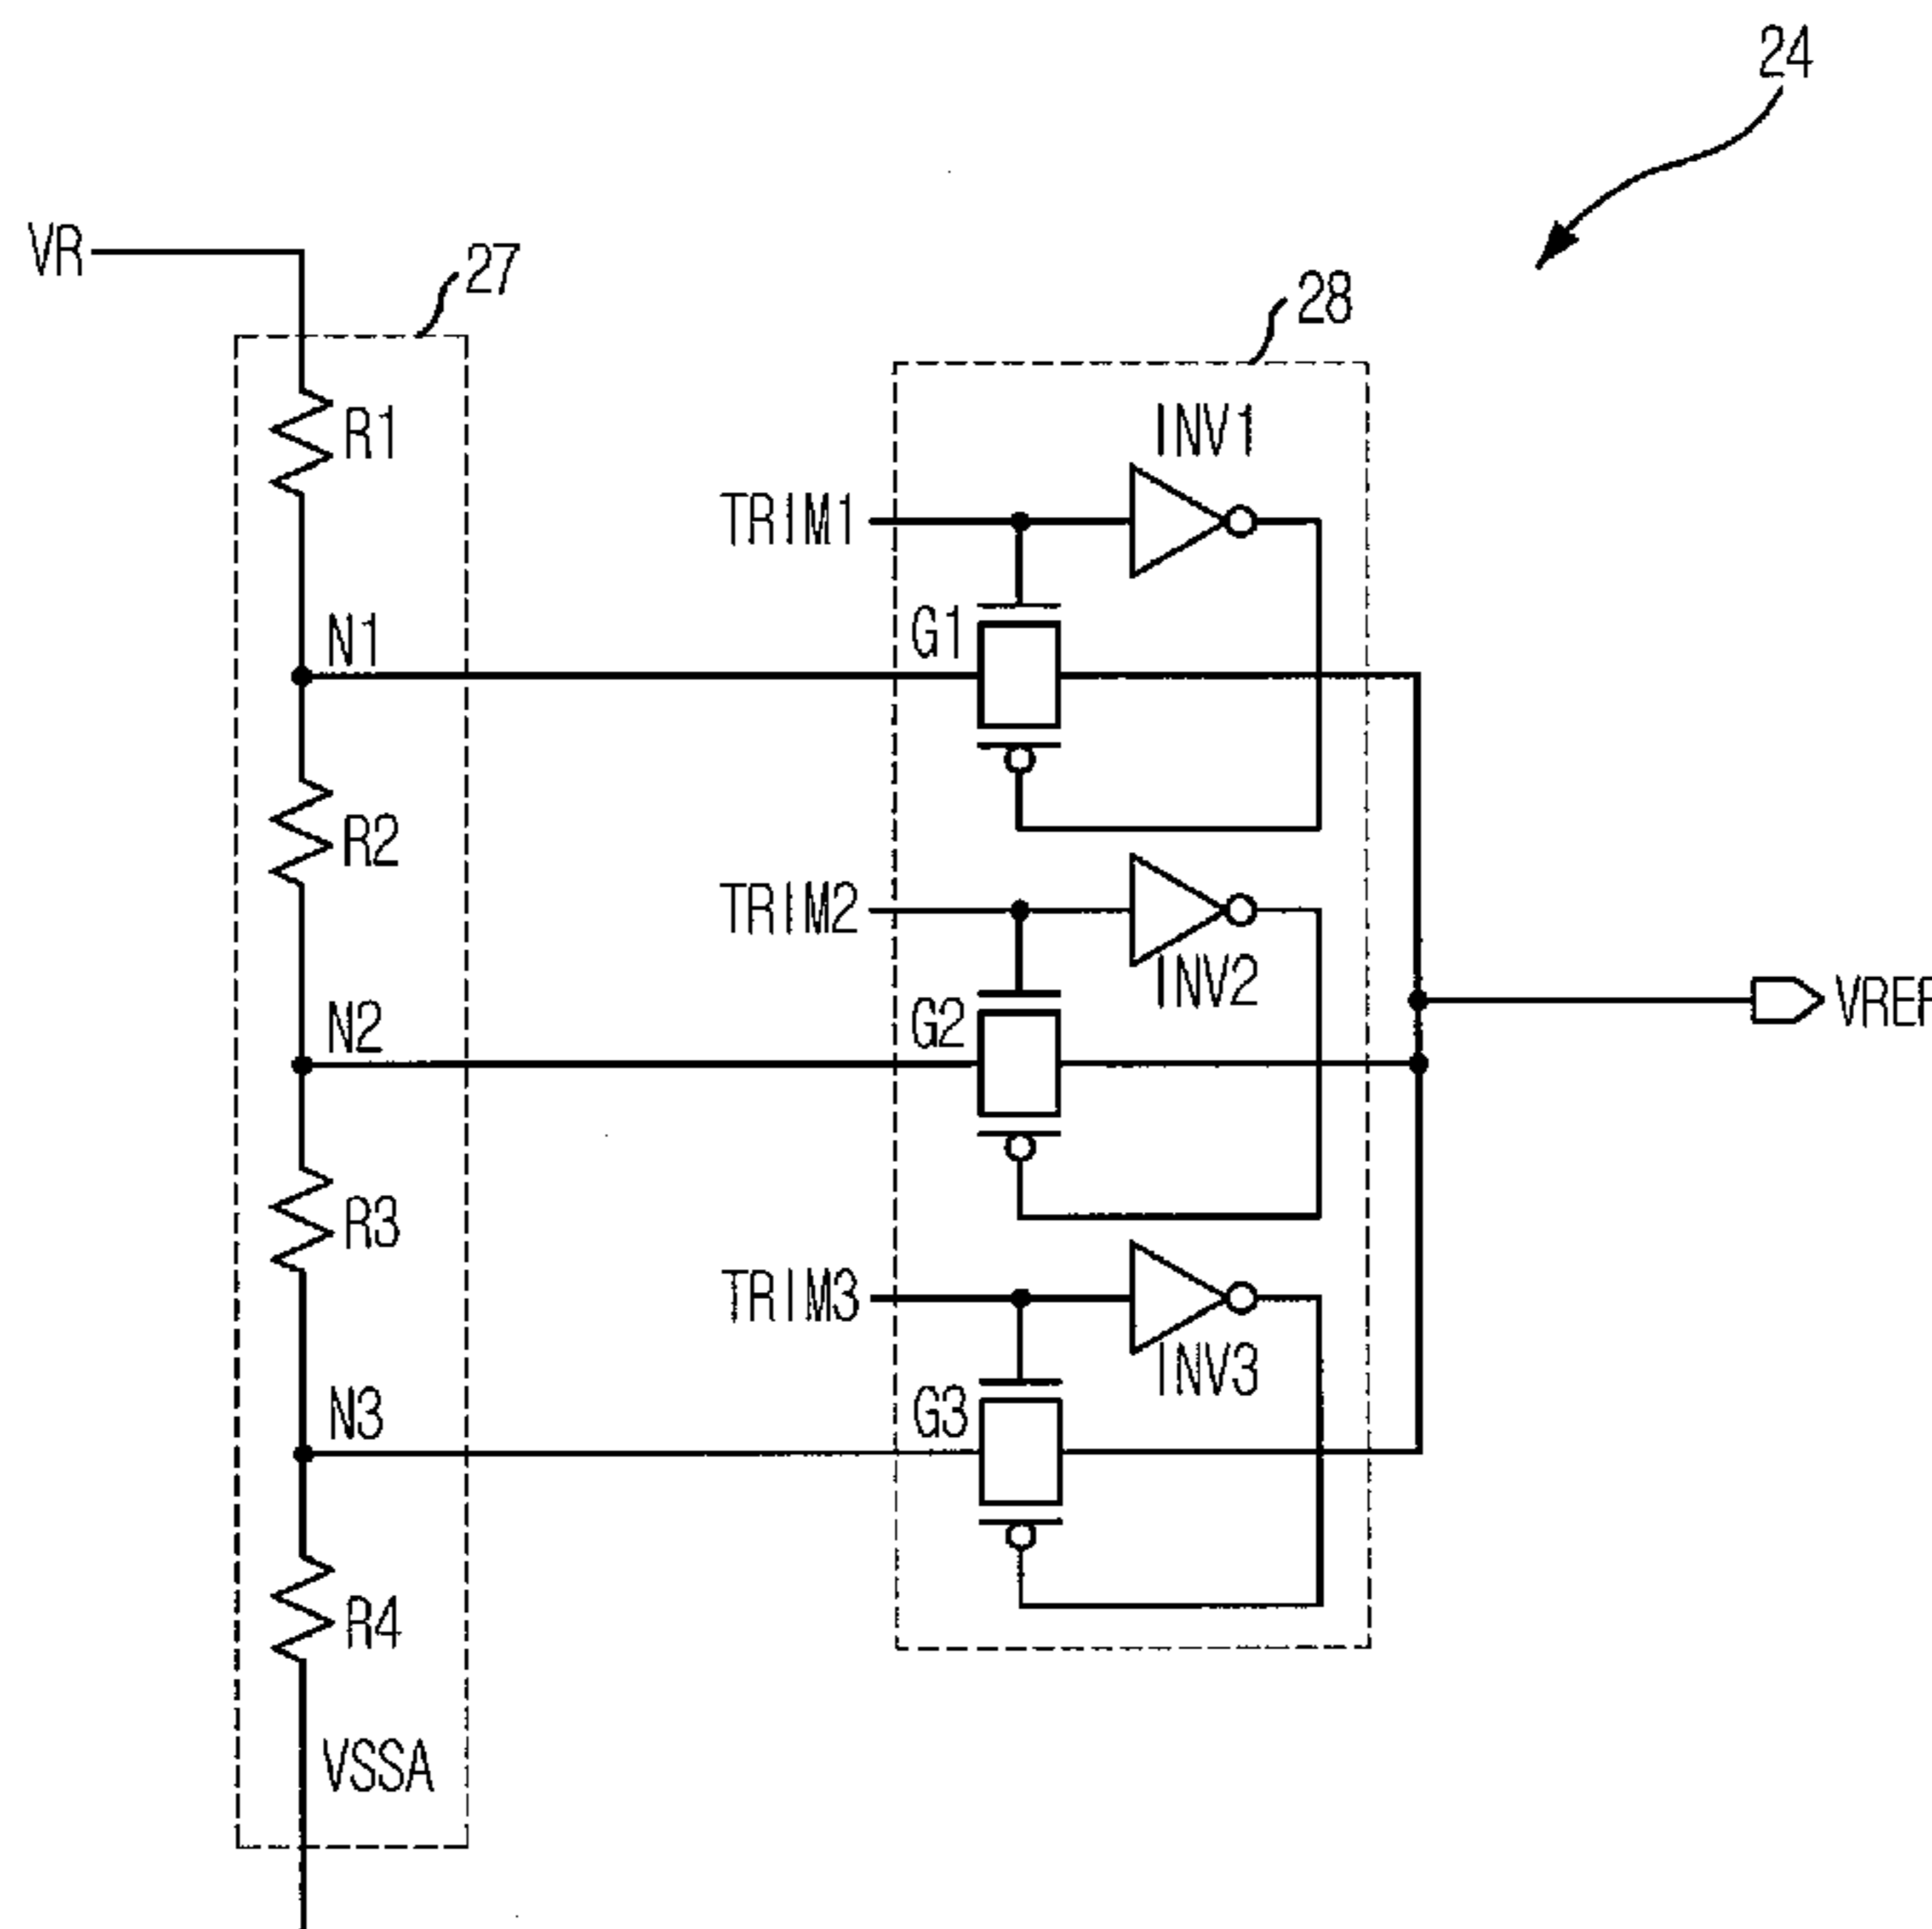 24
VR
27
28
R1
INV1
TRIM1
N1
G1
R2
TRIM2
INV2
N2
G2
VREF
R3
TRIM3
INV3
N3
G3
R4
VSSA